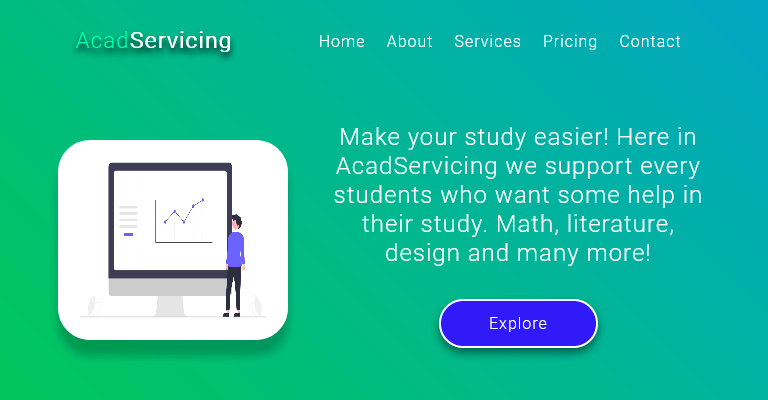 AcadServicing
Home About Services Pricing Contact
Make your study easier! Here in
AcadServicing we support every
students who want some help in
their study. Math, literature,
design and many more!
Explore